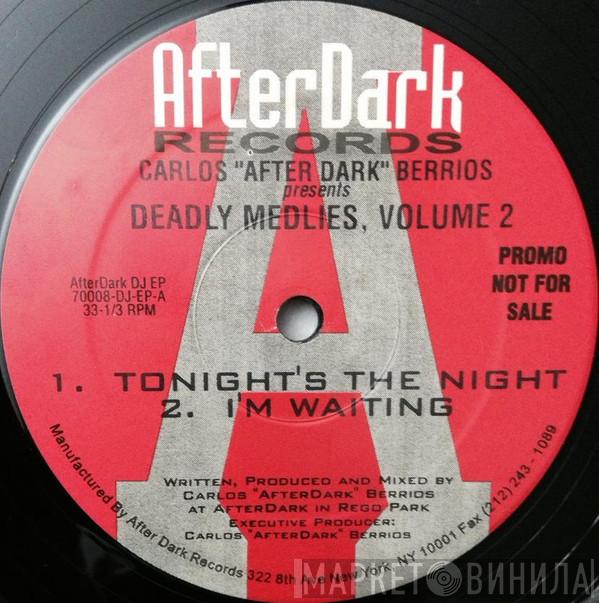 AfterDark
RECORDS
CARLOS "AFTER DARK" BERRIOS
presents
DEADLY MEDLIES, VOLUME 2
PROMO
NOT FOR
SALE
AfterDark DJ EP
70008-DJ-EP-A
33-1/3 RPM
1. TONIGHT'S THE NIGHT
2. I'M WAITING
WRITTEN, PRODUCED AND MIXED BY
CARLOS "AFTERDARK" BERRIOS
AT AFTERDARK IN REGO PARK
EXECUTIVE PRODUCER:
CARLOS "AFTERDARK" BERRIOS
Manufactured By After Dark Records 322 8th Ave New York, NY 10001 Fax (212) 243 - 1089
МАРКЕТ ВИНИЛА